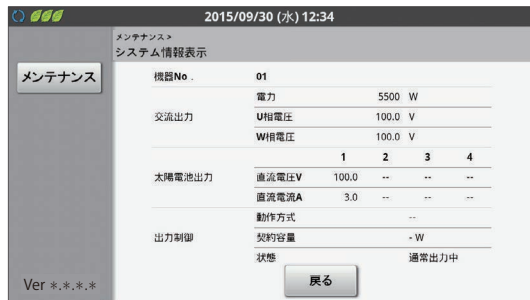 2015/09/30 (水) 12:34
メンテナンス>
システム情報表示
メンテナンス
機器No . 01
電力 5500 W
交流出力 U相電圧 100.0 V
W相電圧 100.0 V
1 2 3 4
太陽電池出力 直流電圧V 100.0 -- -- --
直流電流A 3.0 -- -- --
動作方式 --
出力制御 契約容量 - W
状態 通常出力中
戻る
Ver *.*.*.*